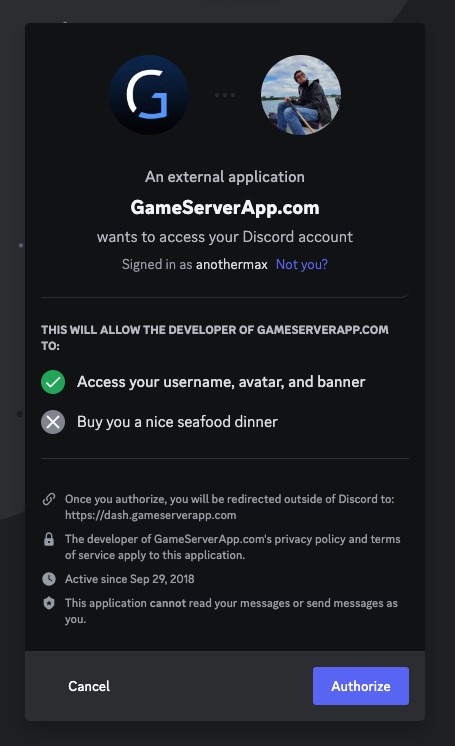 An external application
GameServerApp.com
wants to access your Discord account
Signed in as anothermax Not you?
THIS WILL ALLOW THE DEVELOPER OF GAMESERVERAPP.COM
TO:
Access your username, avatar, and banner
Buy you a nice seafood dinner
Once you authorize, you will be redirected outside of Discord to:
https://dash.gameserverapp.com
The developer of GameServerApp.com's privacy policy and terms
of service apply to this application.
Active since Sep 29, 2018
This application cannot read your messages or send messages as
you.
Cancel
Authorize